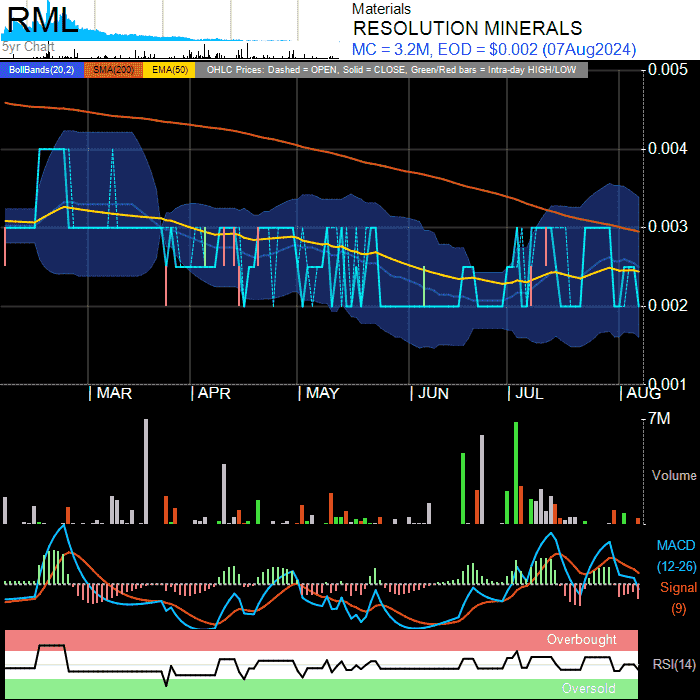 RML
5yr Chart
Materials
RESOLUTION MINERALS
MC = 3.2M, EOD = $0.002 (07Aug2024)
BollBands(20,2) SMA(200) EMA(50) OHLC Prices: Dashed = OPEN, Solid = CLOSE, Green/Red bars = Intra-day HIGH/LOW
0.005
0.004
0.003
0.002
0.001
MAR APR MAY JUN JUL AUG
7M
Volume
MACD
(12-26)
Signal
(9)
Overbought
RSI(14)
Oversold